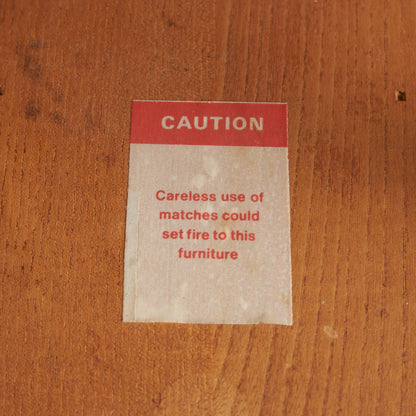 CAUTION
Careless use of
matches could
set fire to this
furniture